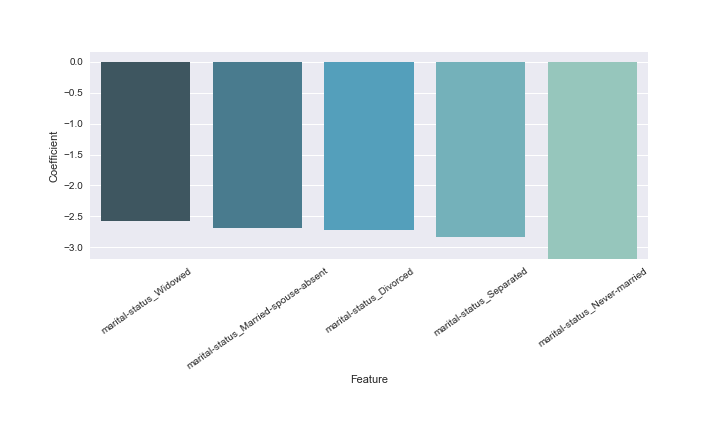 0.0
−0.5
−1.0
−1.5
−2.0
−2.5
−3.0
Coefficient
marital-status_Widowed
marital-status_Married-spouse-absent
marital-status_Divorced
marital-status_Separated
marital-status_Never-married
Feature